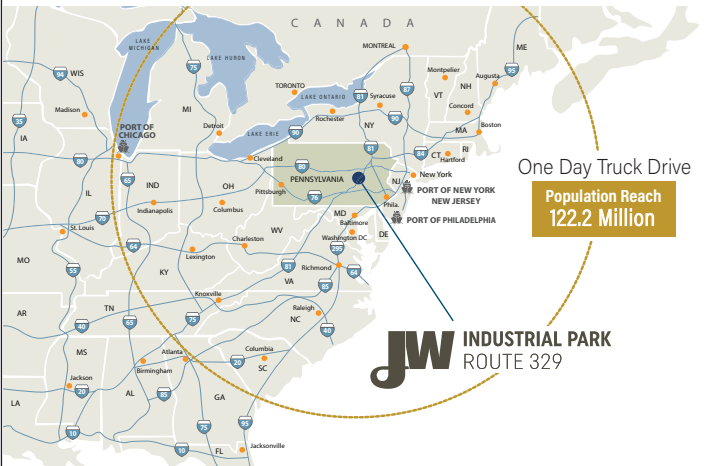 CANADA
LAKE
MICHIGAN
LAKE HURON
MONTREAL
ME
95
75
94
WIS
Montpelier
Augusta
TORONTO
LAKE ONTARIO
81
Syracuse
87
VT
NH
Concord
Madison
MI
Rochester
90
35
PORT OF
CHICAGO
Detroit
LAKE ERIE
90
NY
MA
Boston
IA
80
Cleveland
80
81
84
CT
RI
Hartford
One Day Truck Drive
65
IND
OH
PENNSYLVANIA
New York
NJ
PORT OF NEW YORK
NEW JERSEY
Population Reach
122.2 Million
IL
Pittsburgh
76
Phila.
Indianapolis
Columbus
70
MD
Baltimore
PORT OF PHILADELPHIA
St. Louis
WV
Washington DC
DE
64
Charleston
295
MO
55
Lexington
KY
81
Richmond
64
VA
85
Knoxville
AR
TN
Raleigh
NC
40
65
75
40
JW
INDUSTRIAL PARK
ROUTE 329
MS
Atlanta
Columbia
20
SC
Birmingham
Jackson
20
AL
85
GA
LA
10
75
95
10
FL
Jacksonville